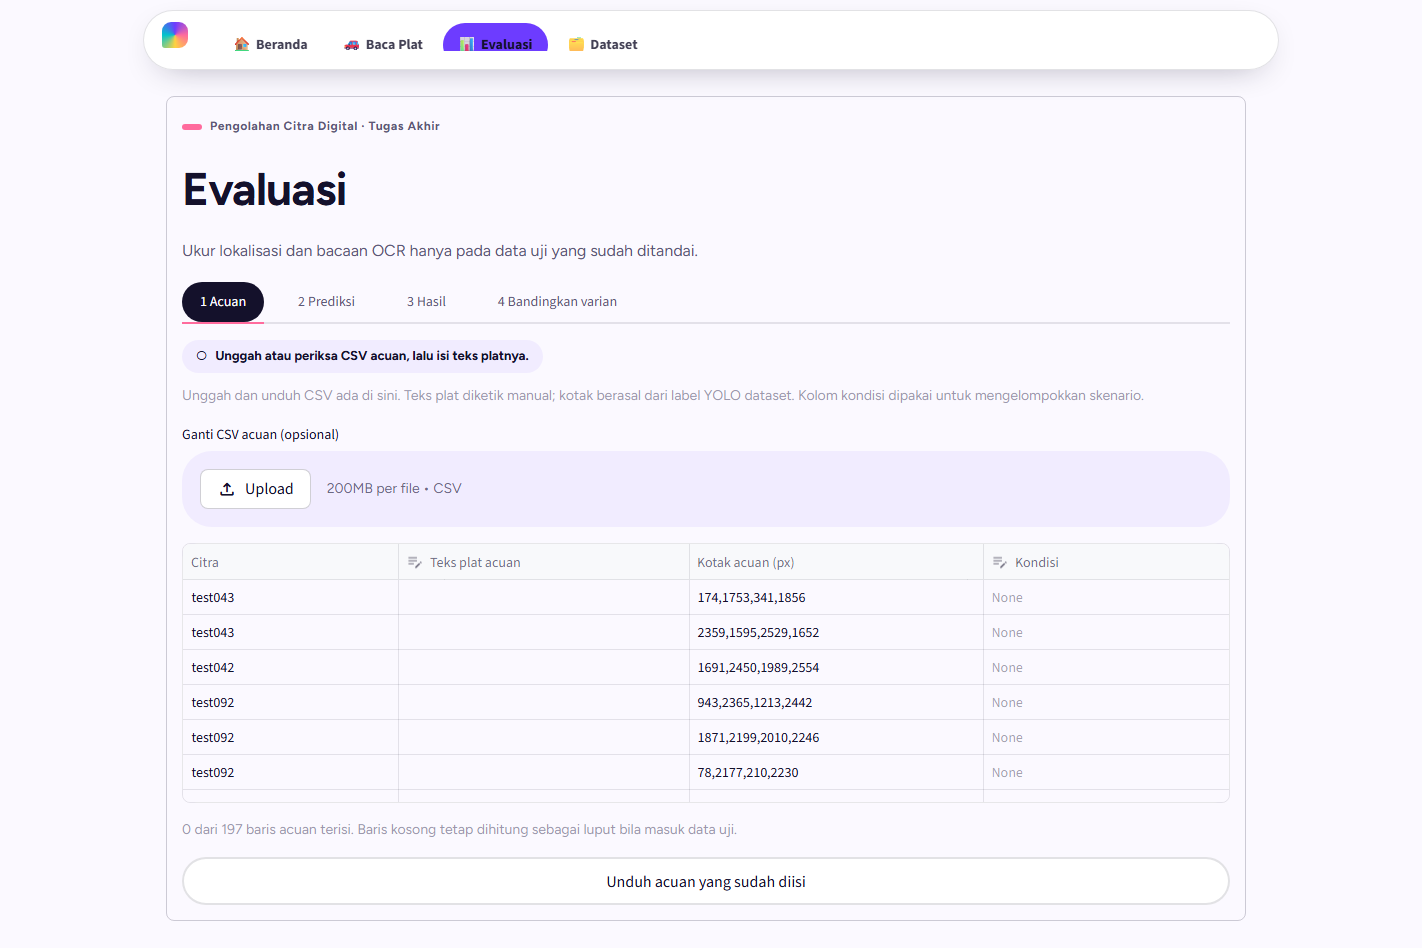 Beranda
Baca Plat
Evaluasi
Dataset
Pengolahan Citra Digital · Tugas Akhir
Evaluasi
Ukur lokalisasi dan bacaan OCR hanya pada data uji yang sudah ditandai.
1 Acuan
2 Prediksi
3 Hasil
4 Bandingkan varian
Unggah atau periksa CSV acuan, lalu isi teks platnya.
Unggah dan unduh CSV ada di sini. Teks plat diketik manual; kotak berasal dari label YOLO dataset. Kolom kondisi dipakai untuk mengelompokkan skenario.
Ganti CSV acuan (opsional)
Upload
200MB per file • CSV
Citra Teks plat acuan Kotak acuan (px) Kondisi
test043 174,1753,341,1856 None
test043 2359,1595,2529,1652 None
test042 1691,2450,1989,2554 None
test092 943,2365,1213,2442 None
test092 1871,2199,2010,2246 None
test092 78,2177,210,2230 None
0 dari 197 baris acuan terisi. Baris kosong tetap dihitung sebagai luput bila masuk data uji.
Unduh acuan yang sudah diisi